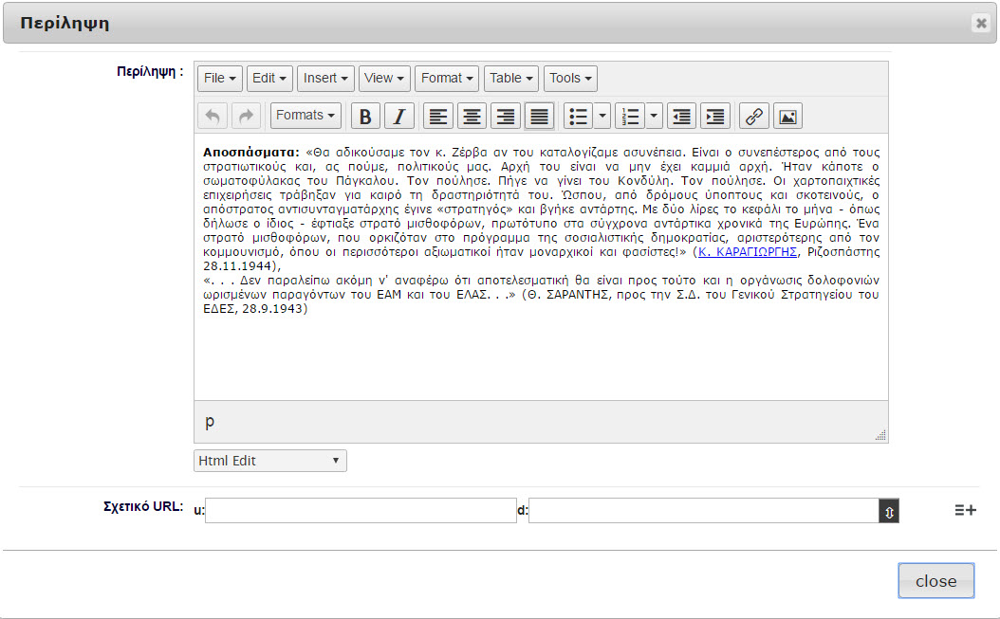 Περίληψη
Περίληψη :
File Edit Insert View Format Table Tools
Formats B I
Αποσπάσματα: «Θα αδικούσαμε τον κ. Ζέρβα αν του καταλογίζαμε ασυνέπεια. Είναι ο συνεπέστερος από τους
στρατιωτικούς και, ας πούμε, πολιτικούς μας. Αρχή του είναι να μην έχει καμμιά αρχή. Ήταν κάποτε ο
σωματοφύλακας του Πάγκαλου. Τον πούλησε. Πήγε να γίνει του Κονδύλη. Τον πούλησε. Οι χαρτοπαιχτικές
επιχειρήσεις τράβηξαν για καιρό τη δραστηριότητά του. Ώσπου, από δρόμους ύποπτους και σκοτεινούς, ο
απόστρατος αντισυνταγματάρχης έγινε «στρατηγός» και βγήκε αντάρτης. Με δύο λίρες το κεφάλι το μήνα - όπως
δήλωσε ο ίδιος - έφτιαξε στρατό μισθοφόρων, πρωτότυπο στα σύγχρονα αντάρτικα χρονικά της Ευρώπης. Ένα
στρατό μισθοφόρων, που ορκιζόταν στο πρόγραμμα της σοσιαλιστικής δημοκρατίας, αριστερότερης από τον
κομμουνισμό, όπου οι περισσότεροι αξιωματικοί ήταν μοναρχικοί και φασίστες!» (Κ. ΚΑΡΑΓΙΩΡΓΗΣ, Ριζοσπάστης
28.11.1944),
«. . . Δεν παραλείπω ακόμη ν' αναφέρω ότι αποτελεσματική θα είναι προς τούτο και η οργάνωσις δολοφονιών
ωρισμένων παραγόντων του ΕΑΜ και του ΕΛΑΣ. . .» (Θ. ΣΑΡΑΝΤΗΣ, προς την Σ.Δ. του Γενικού Στρατηγείου του
ΕΔΕΣ, 28.9.1943)
p
Html Edit
Σχετικό URL: u: d:
close